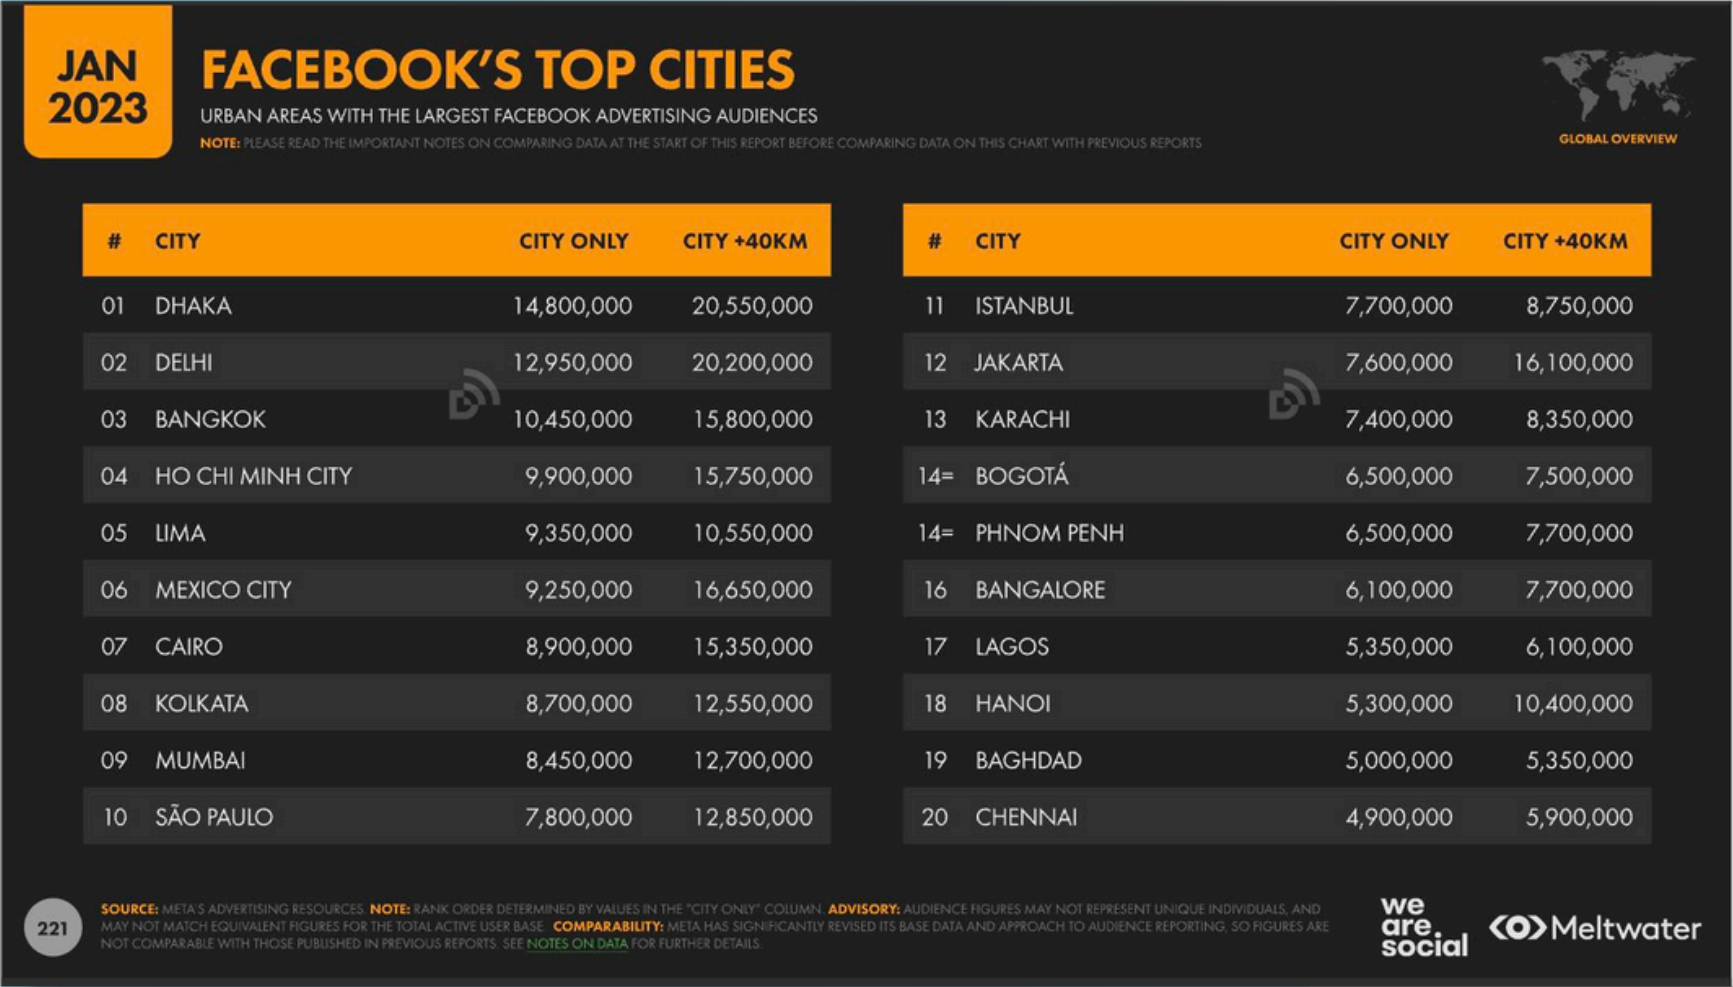 JAN
2023
FACEBOOK'S TOP CITIES
URBAN AREAS WITH THE LARGEST FACEBOOK ADVERTISING AUDIENCES
NOTE: PLEASE READ THE IMPORTANT NOTES ON COMPARING DATA AT THE START OF THIS REPORT BEFORE COMPARING DATA ON THIS CHART WITH PREVIOUS REPORTS
GLOBAL OVERVIEW
# CITY CITY ONLY CITY +40KM
01 DHAKA 14,800,000 20,550,000
02 DELHI 12,950,000 20,200,000
03 BANGKOK 10,450,000 15,800,000
04 HO CHI MINH CITY 9,900,000 15,750,000
05 LIMA 9,350,000 10,550,000
06 MEXICO CITY 9,250,000 16,650,000
07 CAIRO 8,900,000 15,350,000
08 KOLKATA 8,700,000 12,550,000
09 MUMBAI 8,450,000 12,700,000
10 SÃO PAULO 7,800,000 12,850,000
# CITY CITY ONLY CITY +40KM
11 ISTANBUL 7,700,000 8,750,000
12 JAKARTA 7,600,000 16,100,000
13 KARACHI 7,400,000 8,350,000
14= BOGOTÁ 6,500,000 7,500,000
14= PHNOM PENH 6,500,000 7,700,000
16 BANGALORE 6,100,000 7,700,000
17 LAGOS 5,350,000 6,100,000
18 HANOI 5,300,000 10,400,000
19 BAGHDAD 5,000,000 5,350,000
20 CHENNAI 4,900,000 5,900,000
221
SOURCE: META'S ADVERTISING RESOURCES. NOTE: RANK ORDER DETERMINED BY VALUES IN THE "CITY ONLY" COLUMN. ADVISORY: AUDIENCE FIGURES MAY NOT REPRESENT UNIQUE INDIVIDUALS, AND
MAY NOT MATCH EQUIVALENT FIGURES FOR THE TOTAL ACTIVE USER BASE. COMPARABILITY: META HAS SIGNIFICANTLY REVISED ITS BASE DATA AND APPROACH TO AUDIENCE REPORTING, SO FIGURES ARE
NOT COMPARABLE WITH THOSE PUBLISHED IN PREVIOUS REPORTS. SEE NOTES ON DATA FOR FURTHER DETAILS.
we
are
social
Meltwater